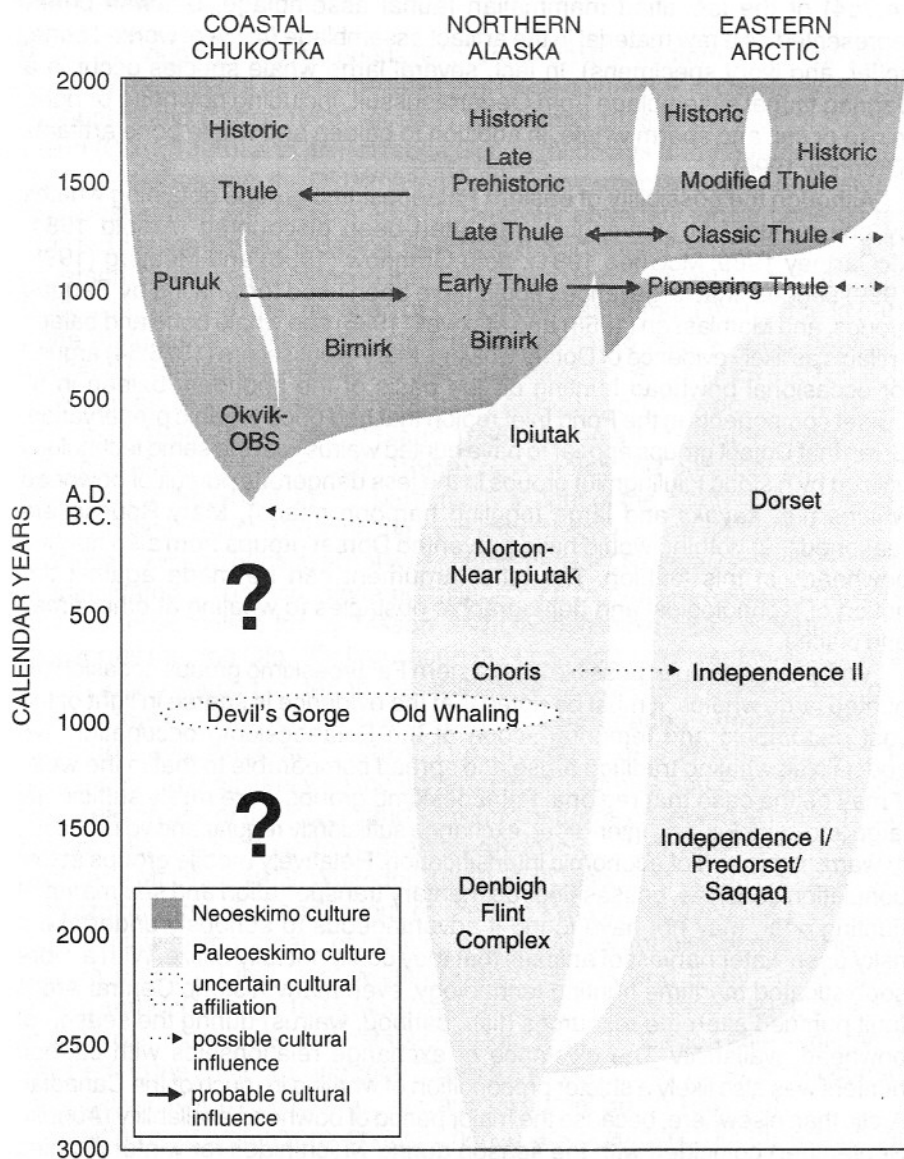 COASTAL CHUKOTKA
NORTHERN ALASKA
EASTERN ARCTIC
CALENDAR YEARS
2000
1500
1000
500
A.D.
B.C.
500
1000
1500
2000
2500
3000
Historic
Historic
Historic
Historic
Late Prehistoric
Modified Thule
Thule
Late Thule
Classic Thule
Punuk
Early Thule
Pioneering Thule
Birnirk
Birnirk
Okvik-
OBS
Ipiutak
Dorset
?
Norton-
Near Ipiutak
Choris
Independence II
Devil's Gorge
Old Whaling
?
Independence I/
Predorset/
Saqqaq
Denbigh
Flint
Complex
Neoeskimo culture
Paleoeskimo culture
uncertain cultural
affiliation
possible cultural
influence
probable cultural
influence